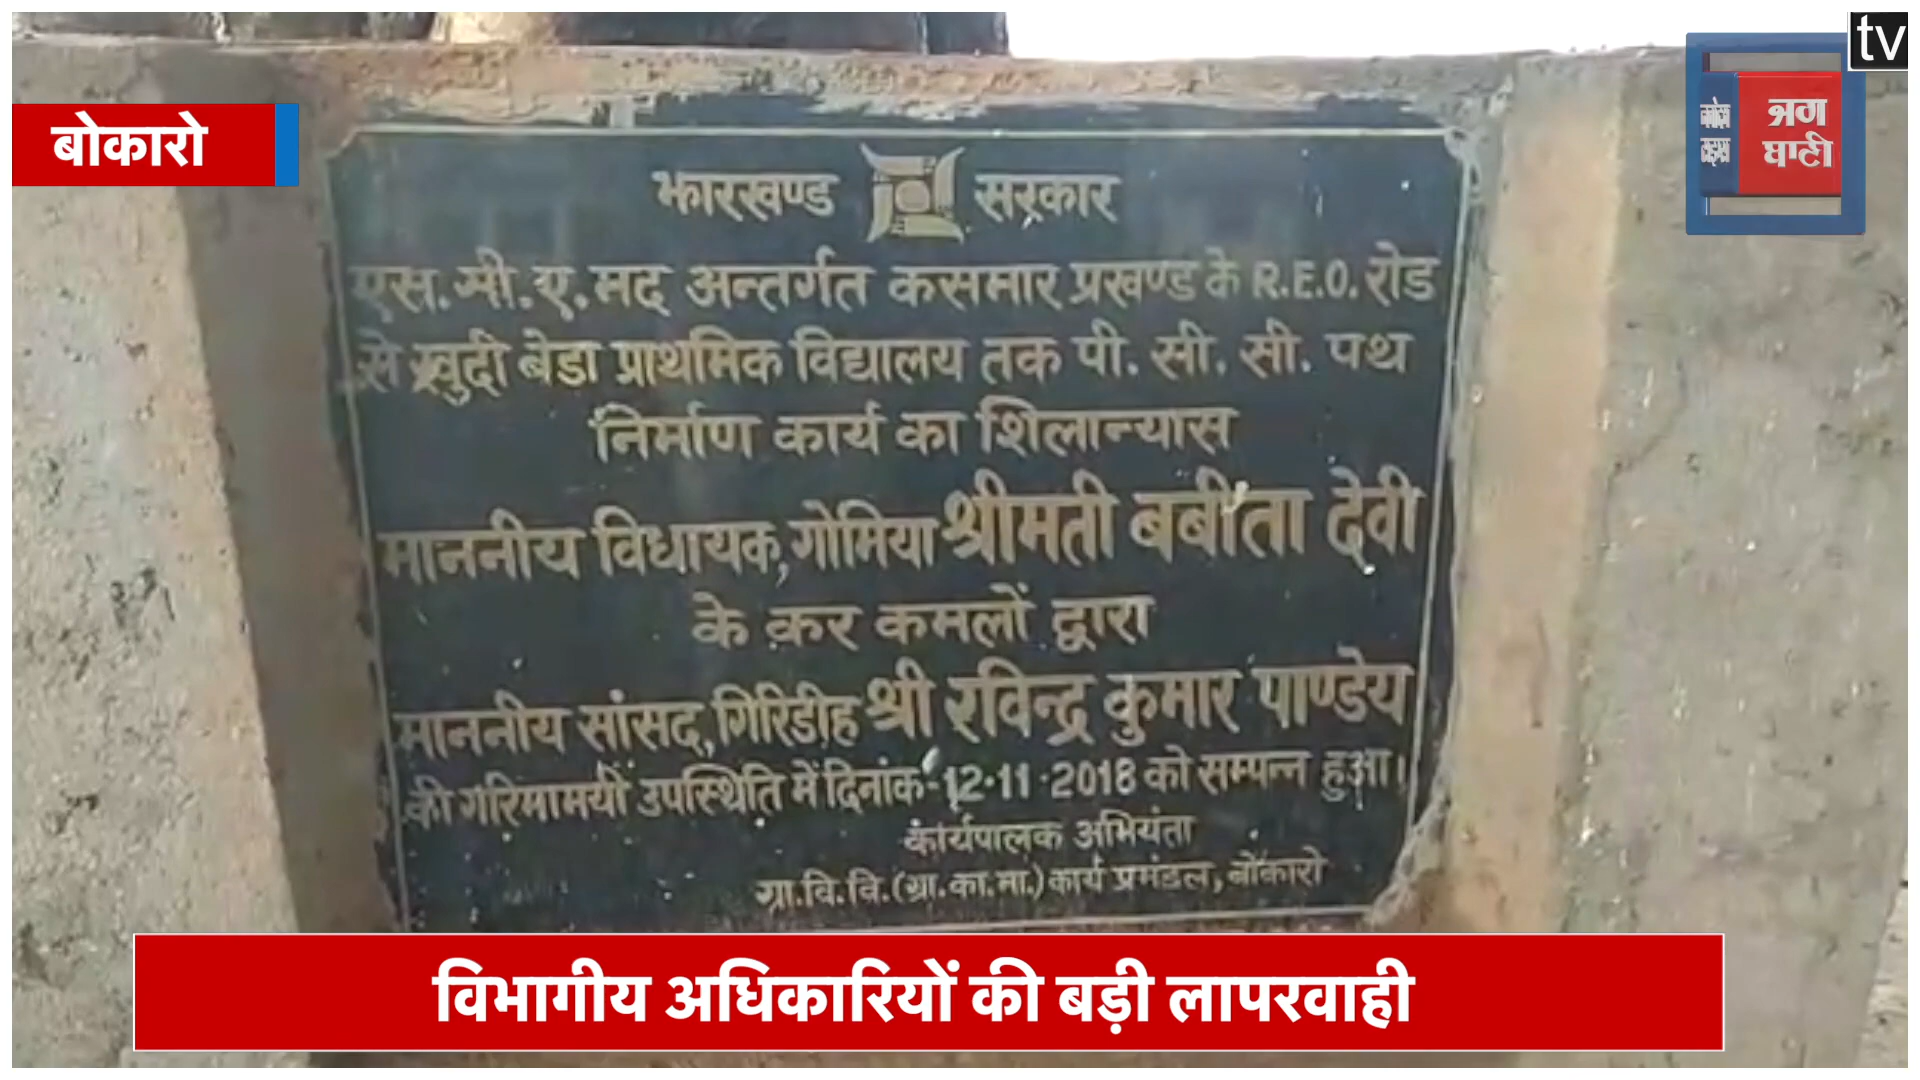 tv
बोकारो
ਜਗ
ਬਾਣੀ
झारखण्ड सरकार
एस.सी.ए.मद अन्तर्गत कसमार प्रखण्ड के R.E.O. रोड
से खुदी बेडा प्राथमिक विद्यालय तक पी. सी. सी. पथ
निर्माण कार्य का शिलान्यास
माननीय विधायक, गोमिया श्रीमती बबीता देवी
के कर कमलों द्वारा
माननीय सांसद, गिरिडीह श्री रविन्द्र कुमार पाण्डेय
की गरिमामयी उपस्थिति में दिनांक-12·11·2018 को सम्पन्न हुआ।
कार्यपालक अभियंता
ग्रा.वि.वि.(ग्रा.का.मा.) कार्य प्रमंडल, बोकारो
विभागीय अधिकारियों की बड़ी लापरवाही